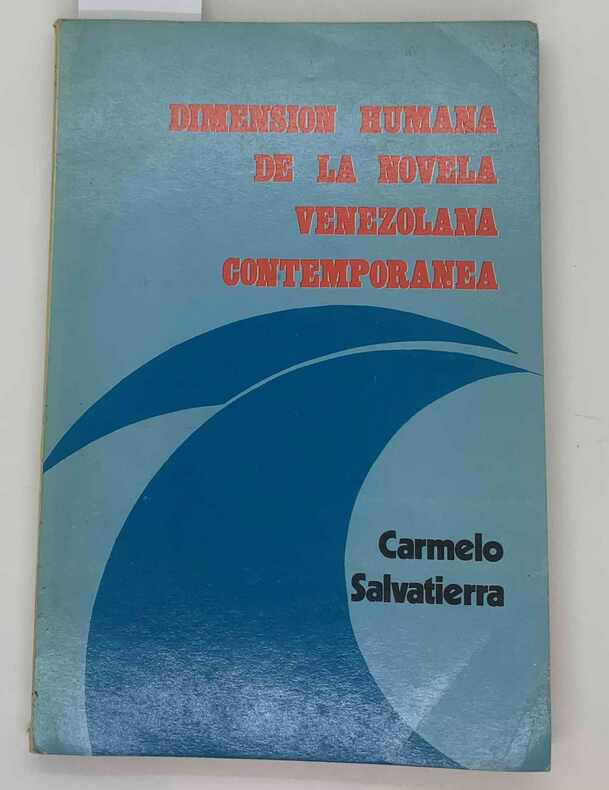 DIMENSION HUMANA
DE LA NOVELA
VENEZOLANA
CONTEMPORANEA
Carmelo
Salvatierra